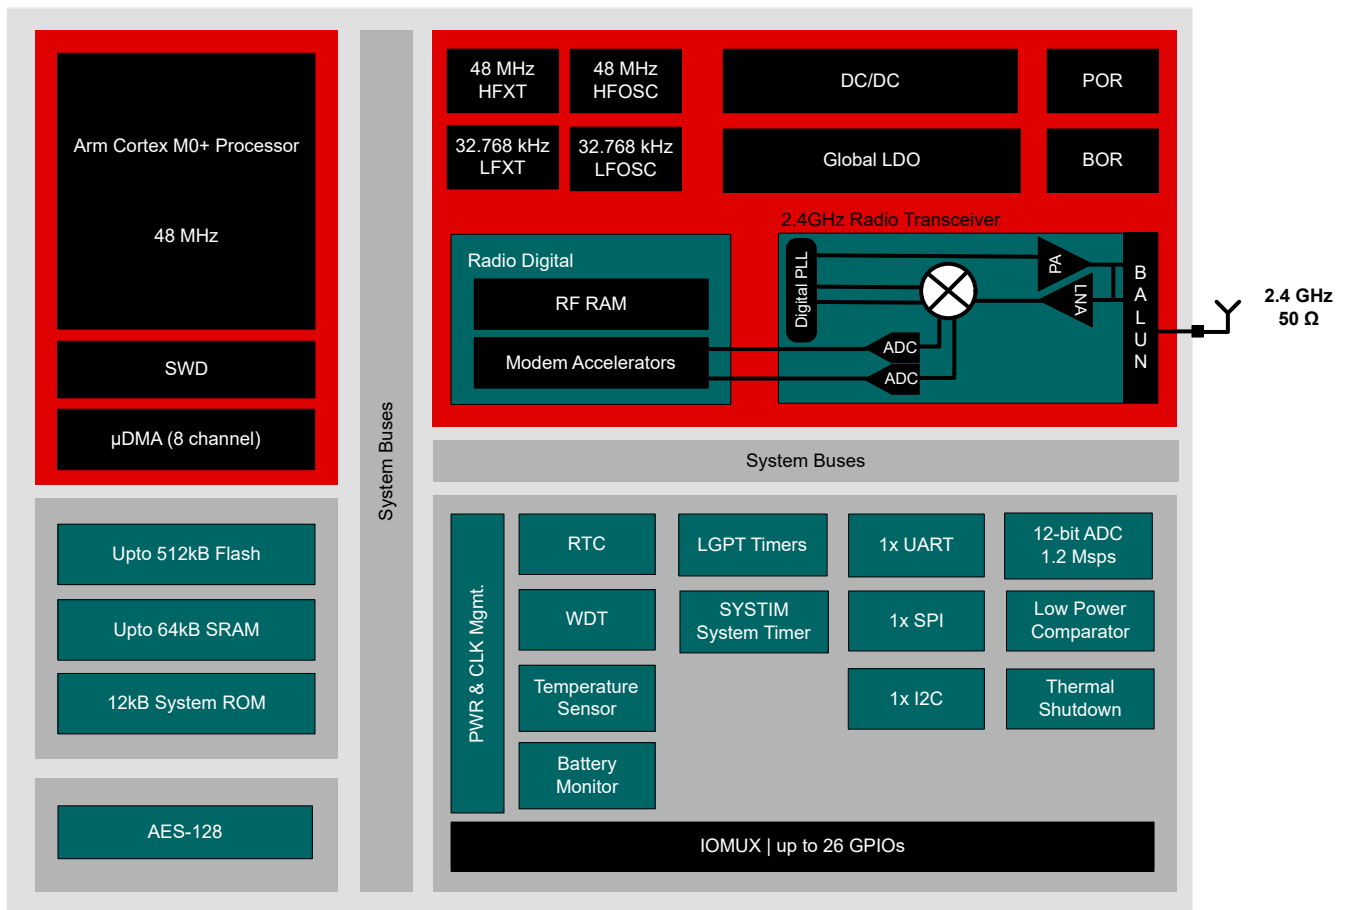 Arm Cortex M0+ Processor
48 MHz
SWD
µDMA (8 channel)
Upto 512kB Flash
Upto 64kB SRAM
12kB System ROM
AES-128
System Buses
48 MHz
HFXT
48 MHz
HFOSC
DC/DC
POR
32.768 kHz
LFXT
32.768 kHz
LFOSC
Global LDO
BOR
Radio Digital
RF RAM
Modem Accelerators
2.4GHz Radio Transceiver
Digital PLL
PA
LNA
ADC
ADC
BALUN
2.4 GHz
50 Ω
System Buses
PWR & CLK Mgmt.
RTC
LGPT Timers
1x UART
12-bit ADC
1.2 Msps
WDT
SYSTIM
System Timer
1x SPI
Low Power
Comparator
Temperature
Sensor
1x I2C
Thermal
Shutdown
Battery
Monitor
IOMUX | up to 26 GPIOs